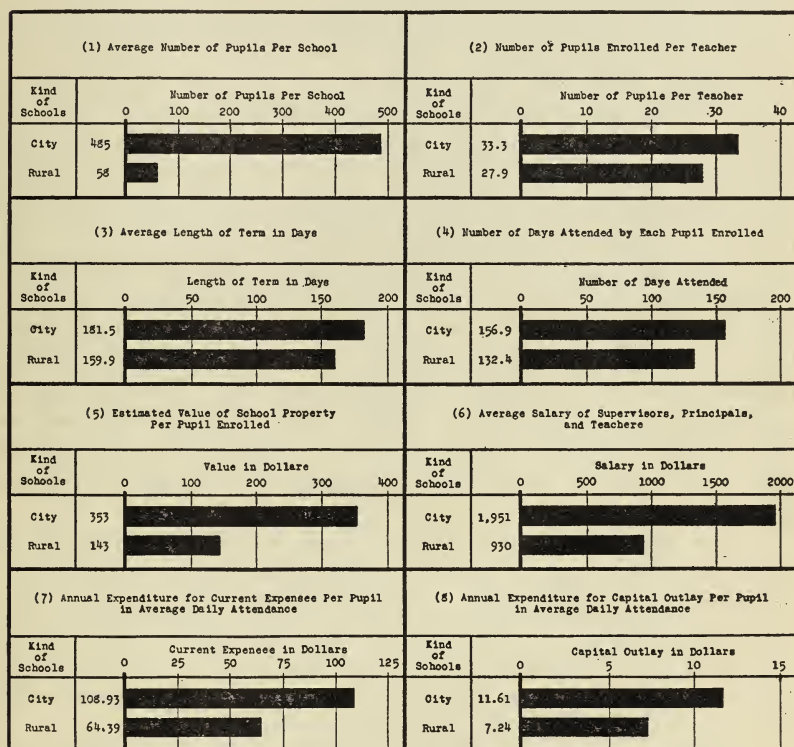 (1) Average Number of Pupils Per School
Kind of Schools
Number of Pupils Per School
0 100 200 300 400 500
City 485
Rural 58
(2) Number of Pupils Enrolled Per Teacher
Kind of Schools
Number of Pupile Per Teacher
0 10 20 30 40
City 33.3
Rural 27.9
(3) Average Length of Term in Days
Kind of Schools
Length of Term in Days
0 50 100 150 200
City 181.5
Rural 159.9
(4) Number of Days Attended by Each Pupil Enrolled
Kind of Schools
Number of Daye Attended
0 50 100 150 200
City 156.9
Rural 132.4
(5) Estimated Value of School Property
Per Pupil Enrolled
Kind of Schools
Value in Dollare
0 100 200 300 400
City 353
Rural 143
(6) Average Salary of Supervisors, Principals,
and Teachere
Kind of Schools
Salary in Dollars
0 500 1000 1500 2000
City 1,951
Rural 930
(7) Annual Expenditure for Current Expensee Per Pupil
in Average Daily Attendance
Kind of Schools
Current Expensee in Dollars
0 25 50 75 100 125
City 108.93
Rural 64.39
(8) Annual Expenditure for Capital Outlay Per Pupil
in Average Daily Attendance
Kind of Schools
Capital Outlay in Dollars
0 5 10 15
City 11.61
Rural 7.24